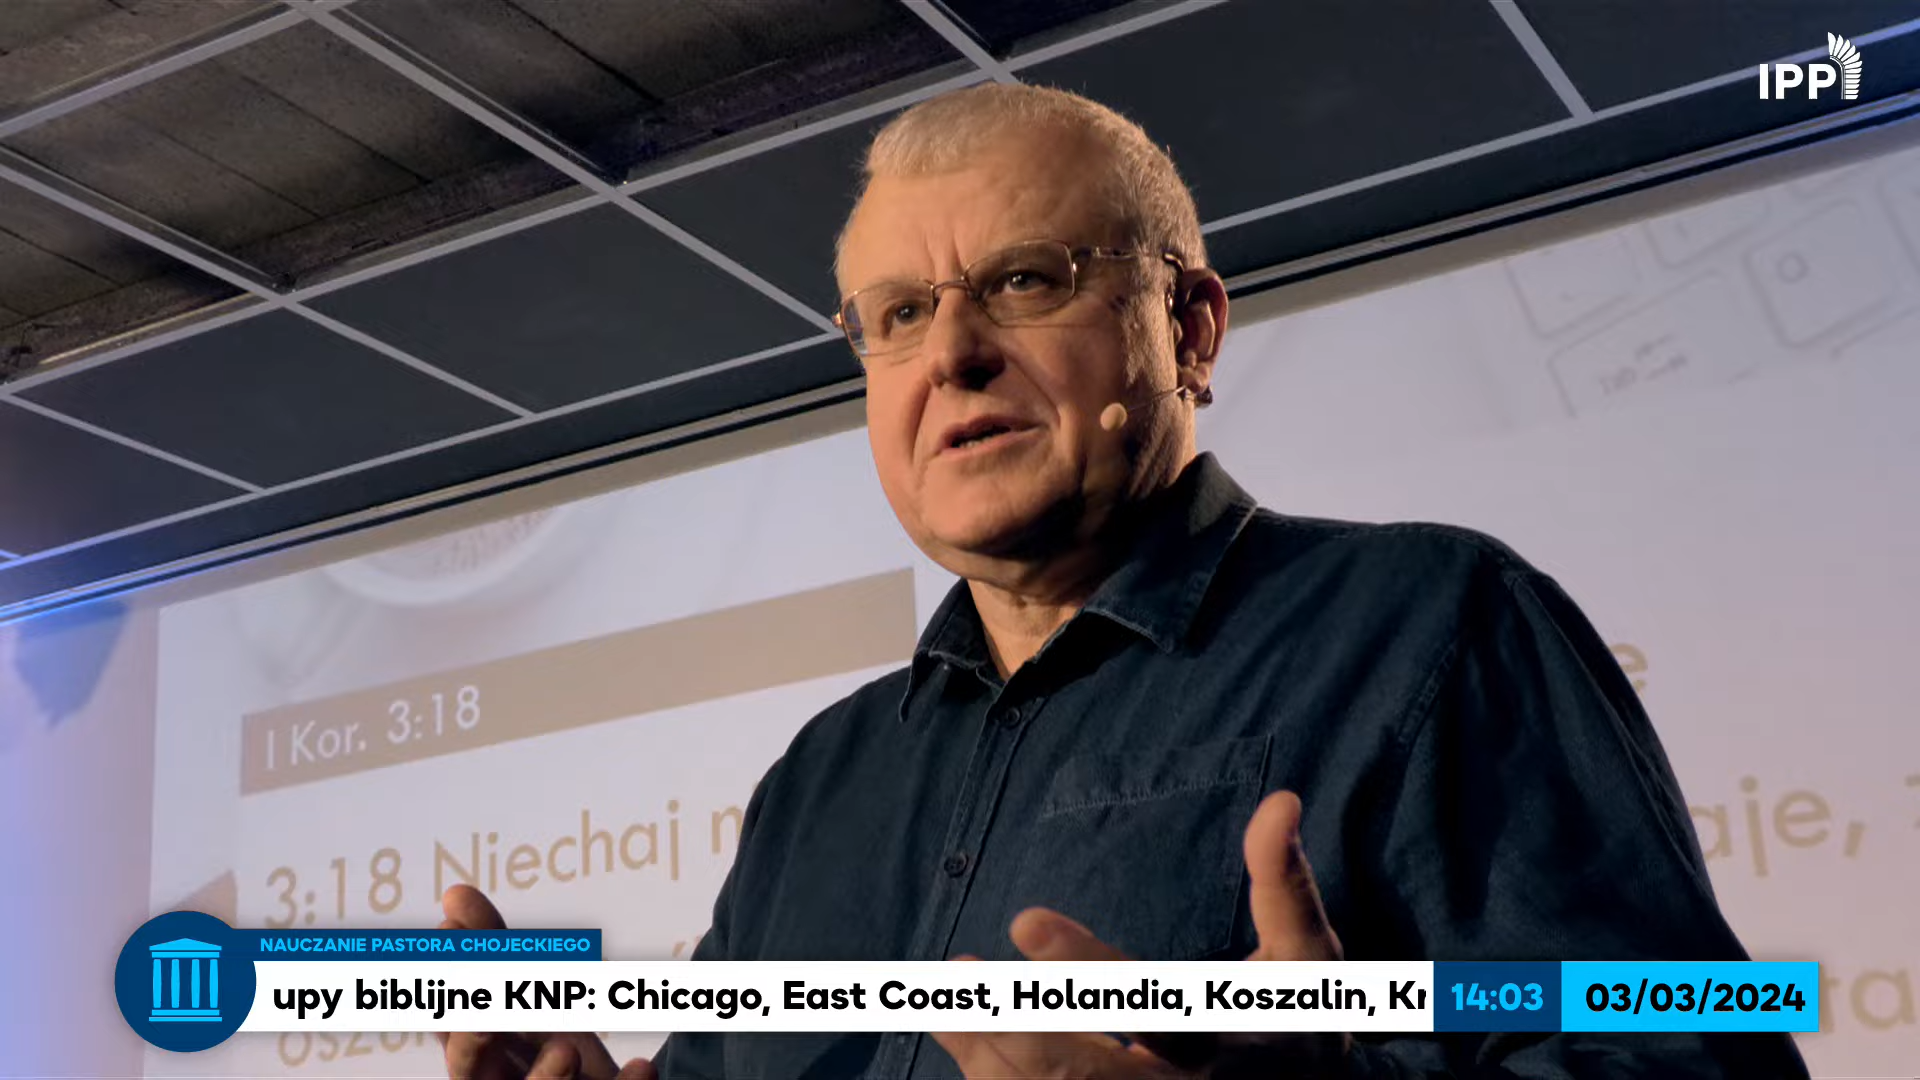 IPP
I Kor. 3:18
3:18 Niechaj
NAUCZANIE PASTORA CHOJECKIEGO
upy biblijne KNP: Chicago, East Coast, Holandia, Koszalin, Kr
14:03
03/03/2024